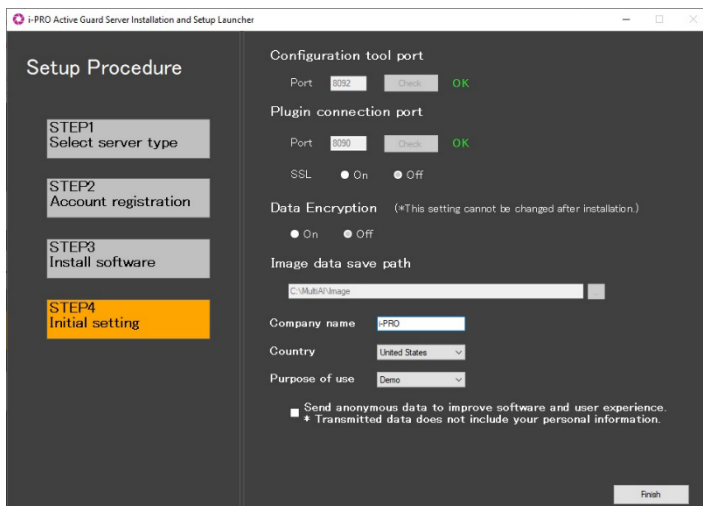 i-PRO Active Guard Server Installation and Setup Launcher
Setup Procedure
STEP1
Select server type
STEP2
Account registration
STEP3
Install software
STEP4
Initial setting
Configuration tool port
Port 8092 Check OK
Plugin connection port
Port 8090 Check OK
SSL On Off
Data Encryption (*This setting cannot be changed after installation.)
On Off
Image data save path
C:\MultiAI\Image ...
Company name i-PRO
Country United States
Purpose of use Demo
Send anonymous data to improve software and user experience.
* Transmitted data does not include your personal information.
Finish